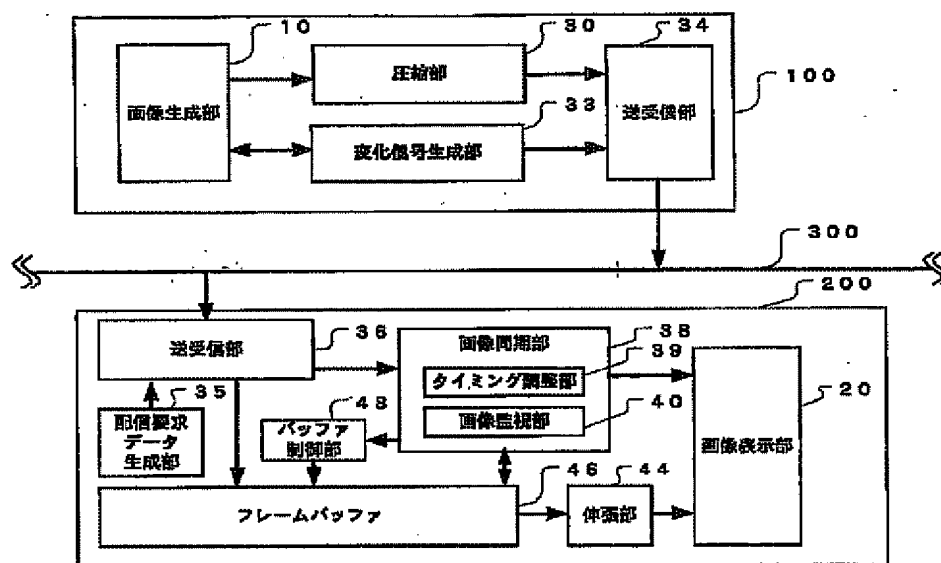 10
30
34
圧縮部
100
画像生成部
33
送受信部
変化信号生成部
300
200
36
38
送受信部
画像同期部
39
35
タイミング調整部
20
配信要求
データ
生成部
48
40
バッファ
制御部
画像監視部
画像表示部
46
44
フレームバッファ
伸張部